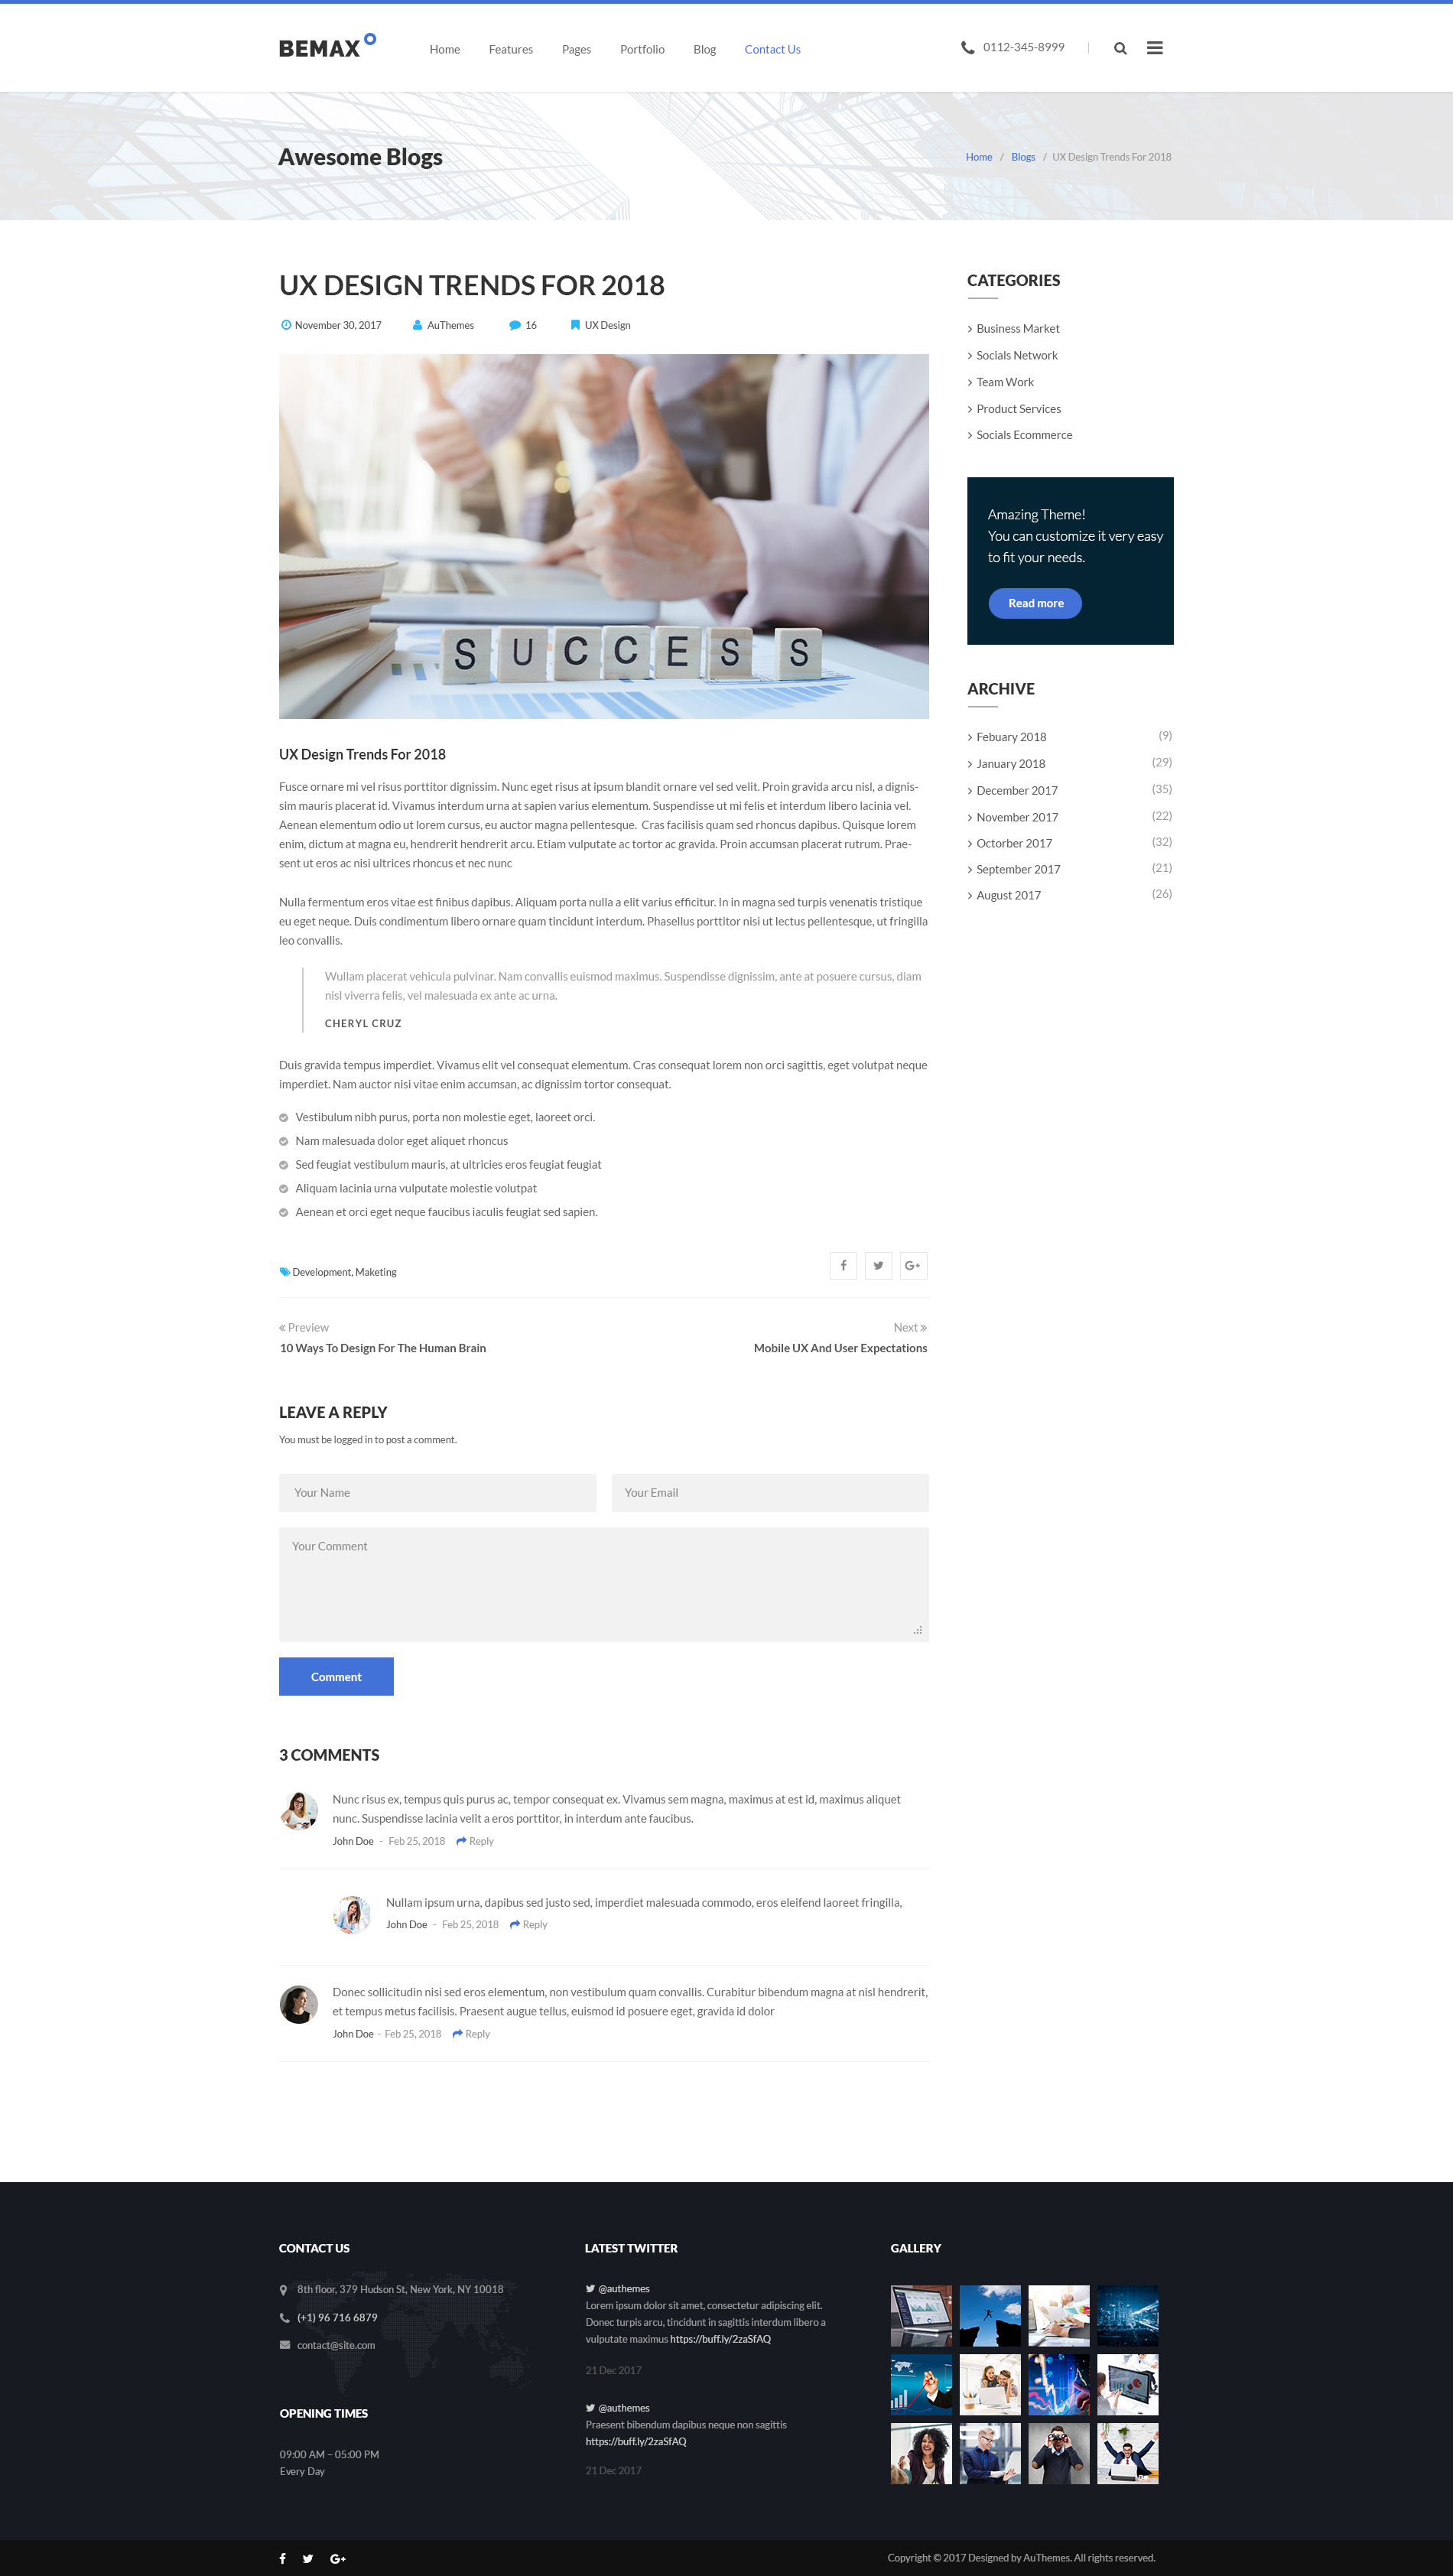 BEMAX
Home
Features
Pages
Portfolio
Blog
Contact Us
0112-345-8999
Awesome Blogs
Home / Blogs / UX Design Trends For 2018
UX DESIGN TRENDS FOR 2018
November 30, 2017
AuThemes
16
UX Design
SUCCESS
UX Design Trends For 2018
Fusce ornare mi vel risus porttitor dignissim. Nunc eget risus at ipsum blandit ornare vel sed velit. Proin gravida arcu nisl, a dignis-
sim mauris placerat id. Vivamus interdum urna at sapien varius elementum. Suspendisse ut mi felis et interdum libero lacinia vel.
Aenean elementum odio ut lorem cursus, eu auctor magna pellentesque. Cras facilisis quam sed rhoncus dapibus. Quisque lorem
enim, dictum at magna eu, hendrerit hendrerit arcu. Etiam vulputate ac tortor ac gravida. Proin accumsan placerat rutrum. Prae-
sent ut eros ac nisi ultrices rhoncus et nec nunc
Nulla fermentum eros vitae est finibus dapibus. Aliquam porta nulla a elit varius efficitur. In in magna sed turpis venenatis tristique
eu eget neque. Duis condimentum libero ornare quam tincidunt interdum. Phasellus porttitor nisi ut lectus pellentesque, ut fringilla
leo convallis.
Wullam placerat vehicula pulvinar. Nam convallis euismod maximus. Suspendisse dignissim, ante at posuere cursus, diam
nisl viverra felis, vel malesuada ex ante ac urna.
CHERYL CRUZ
Duis gravida tempus imperdiet. Vivamus elit vel consequat elementum. Cras consequat lorem non orci sagittis, eget volutpat neque
imperdiet. Nam auctor nisi vitae enim accumsan, ac dignissim tortor consequat.
Vestibulum nibh purus, porta non molestie eget, laoreet orci.
Nam malesuada dolor eget aliquet rhoncus
Sed feugiat vestibulum mauris, at ultricies eros feugiat feugiat
Aliquam lacinia urna vulputate molestie volutpat
Aenean et orci eget neque faucibus iaculis feugiat sed sapien.
Development, Maketing
Preview
10 Ways To Design For The Human Brain
Next
Mobile UX And User Expectations
LEAVE A REPLY
You must be logged in to post a comment.
Your Name
Your Email
Your Comment
Comment
3 COMMENTS
Nunc risus ex, tempus quis purus ac, tempor consequat ex. Vivamus sem magna, maximus at est id, maximus aliquet
nunc. Suspendisse lacinia velit a eros porttitor, in interdum ante faucibus.
John Doe - Feb 25, 2018 Reply
Nullam ipsum urna, dapibus sed justo sed, imperdiet malesuada commodo, eros eleifend laoreet fringilla,
John Doe - Feb 25, 2018 Reply
Donec sollicitudin nisi sed eros elementum, non vestibulum quam convallis. Curabitur bibendum magna at nisl hendrerit,
et tempus metus facilisis. Praesent augue tellus, euismod id posuere eget, gravida id dolor
John Doe - Feb 25, 2018 Reply
CATEGORIES
Business Market
Socials Network
Team Work
Product Services
Socials Ecommerce
Amazing Theme!
You can customize it very easy
to fit your needs.
Read more
ARCHIVE
Febuary 2018 (9)
January 2018 (29)
December 2017 (35)
November 2017 (22)
Octorber 2017 (32)
September 2017 (21)
August 2017 (26)
CONTACT US
8th floor, 379 Hudson St, New York, NY 10018
(+1) 96 716 6879
contact@site.com
OPENING TIMES
09:00 AM – 05:00 PM
Every Day
LATEST TWITTER
@authemes
Lorem ipsum dolor sit amet, consectetur adipiscing elit.
Donec turpis arcu, tincidunt in sagittis interdum libero a
vulputate maximus https://buff.ly/2zaSfAQ
21 Dec 2017
@authemes
Praesent bibendum dapibus neque non sagittis
https://buff.ly/2zaSfAQ
21 Dec 2017
GALLERY
Copyright © 2017 Designed by AuThemes. All rights reserved.